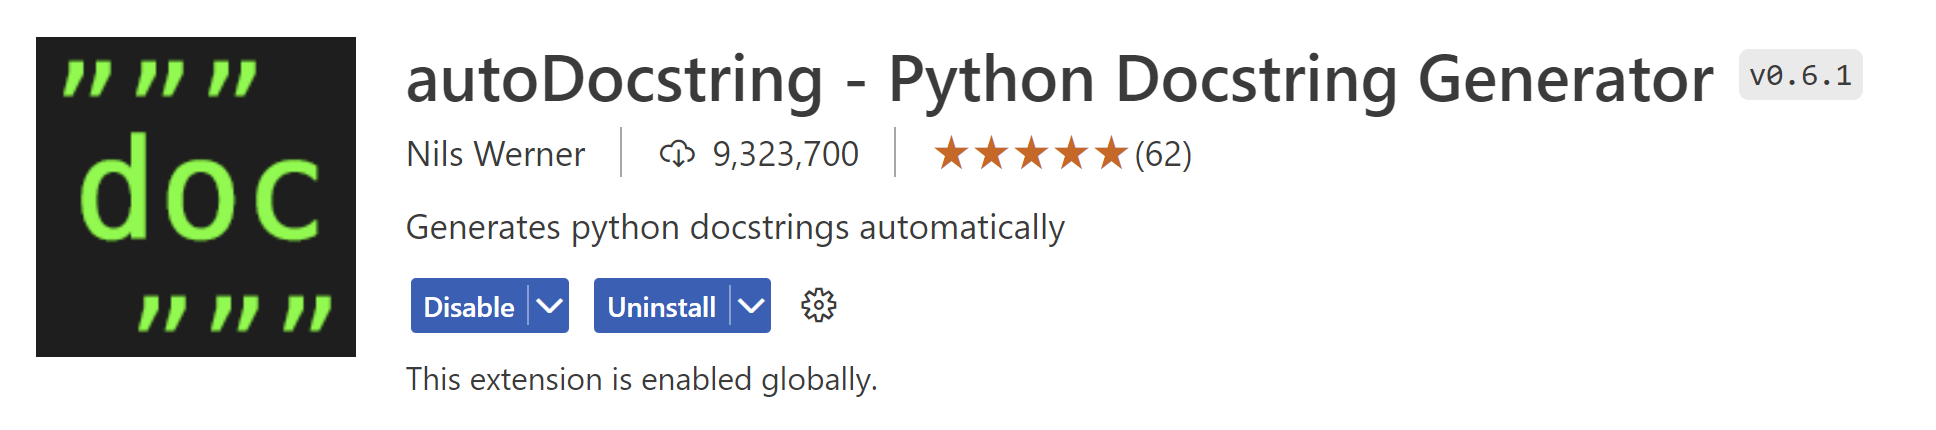 """
doc
"""
autoDocstring - Python Docstring Generator v0.6.1
Nils Werner 9,323,700 (62)
Generates python docstrings automatically
Disable Uninstall
This extension is enabled globally.